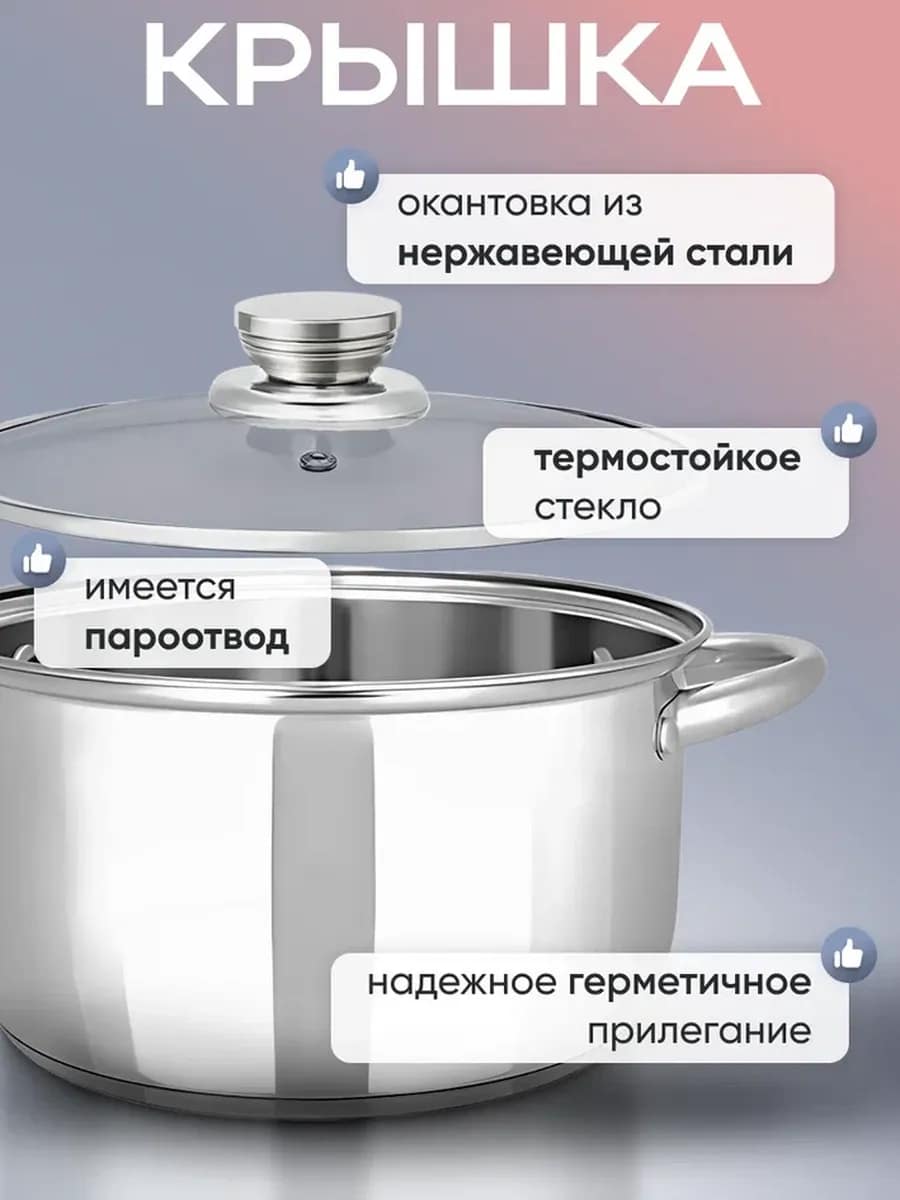 КРЫШКА
окантовка из
нержавеющей стали
термостойкое
стекло
имеется
пароотвод
надежное герметичное
прилегание